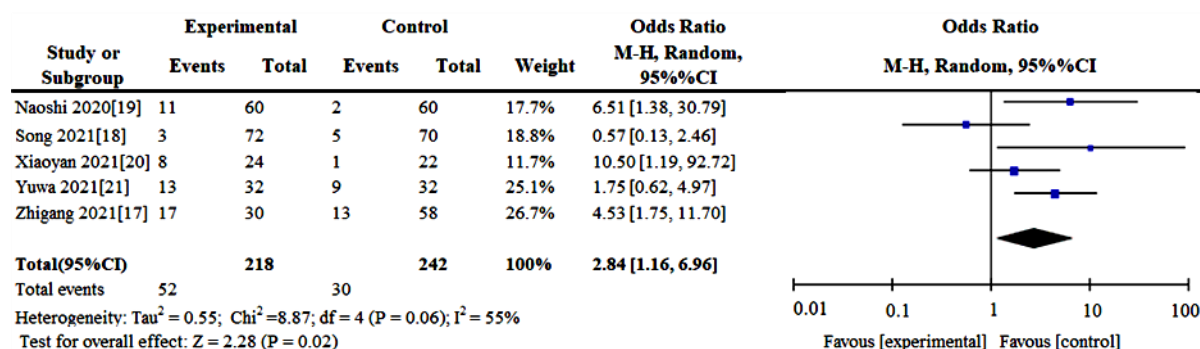 Experimental Control Odds Ratio Odds Ratio
Study or Subgroup Events Total Events Total Weight M-H, Random, 95%%CI M-H, Random, 95%%CI
Naoshi 2020[19] 11 60 2 60 17.7% 6.51 [1.38, 30.79]
Song 2021[18] 3 72 5 70 18.8% 0.57 [0.13, 2.46]
Xiaoyan 2021[20] 8 24 1 22 11.7% 10.50 [1.19, 92.72]
Yuwa 2021[21] 13 32 9 32 25.1% 1.75 [0.62, 4.97]
Zhigang 2021[17] 17 30 13 58 26.7% 4.53 [1.75, 11.70]
Total(95%CI) 218 242 100% 2.84 [1.16, 6.96]
Total events 52 30
Heterogeneity: Tau² = 0.55; Chi² =8.87; df = 4 (P = 0.06); I² = 55%
Test for overall effect: Z = 2.28 (P = 0.02)
0.01 0.1 1 10 100
Favous [experimental] Favous [control]